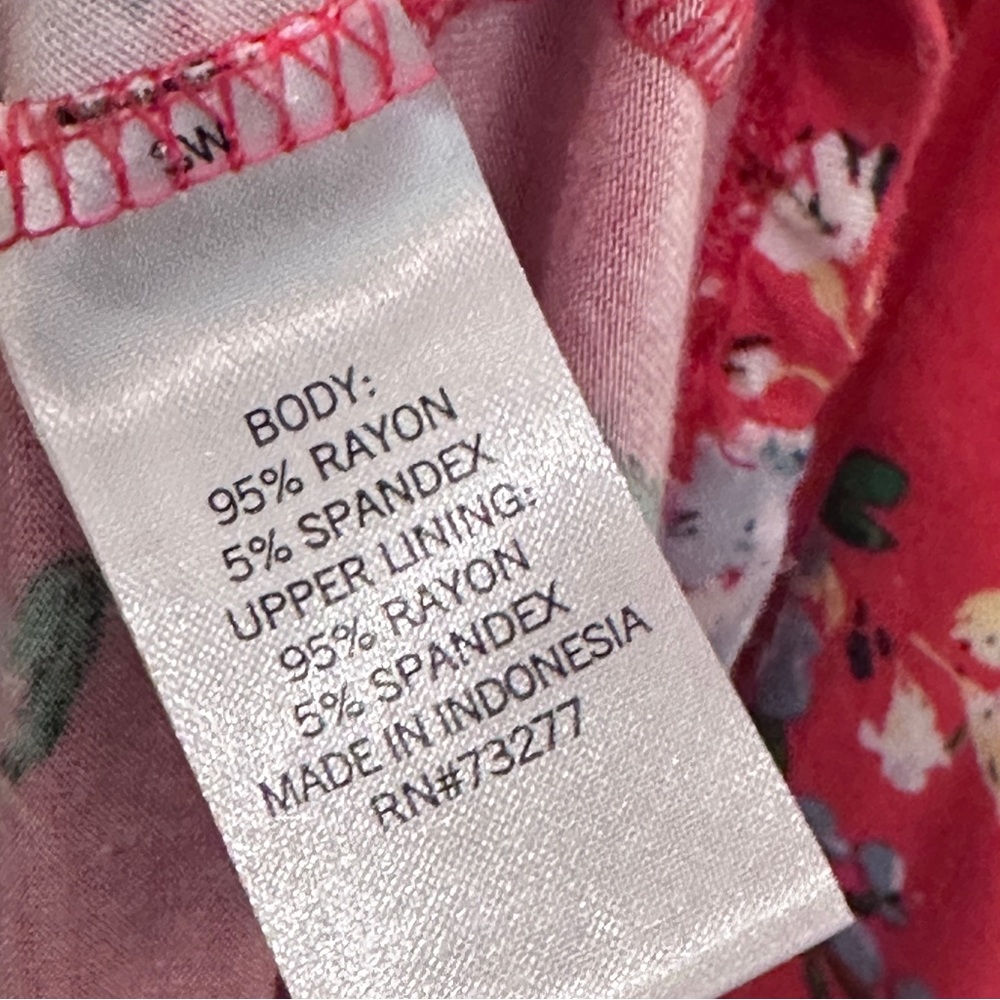 BODY:
95% RAYON
5% SPANDEX
UPPER LINING:
95% RAYON
5% SPANDEX
MADE IN INDONESIA
RN#73277